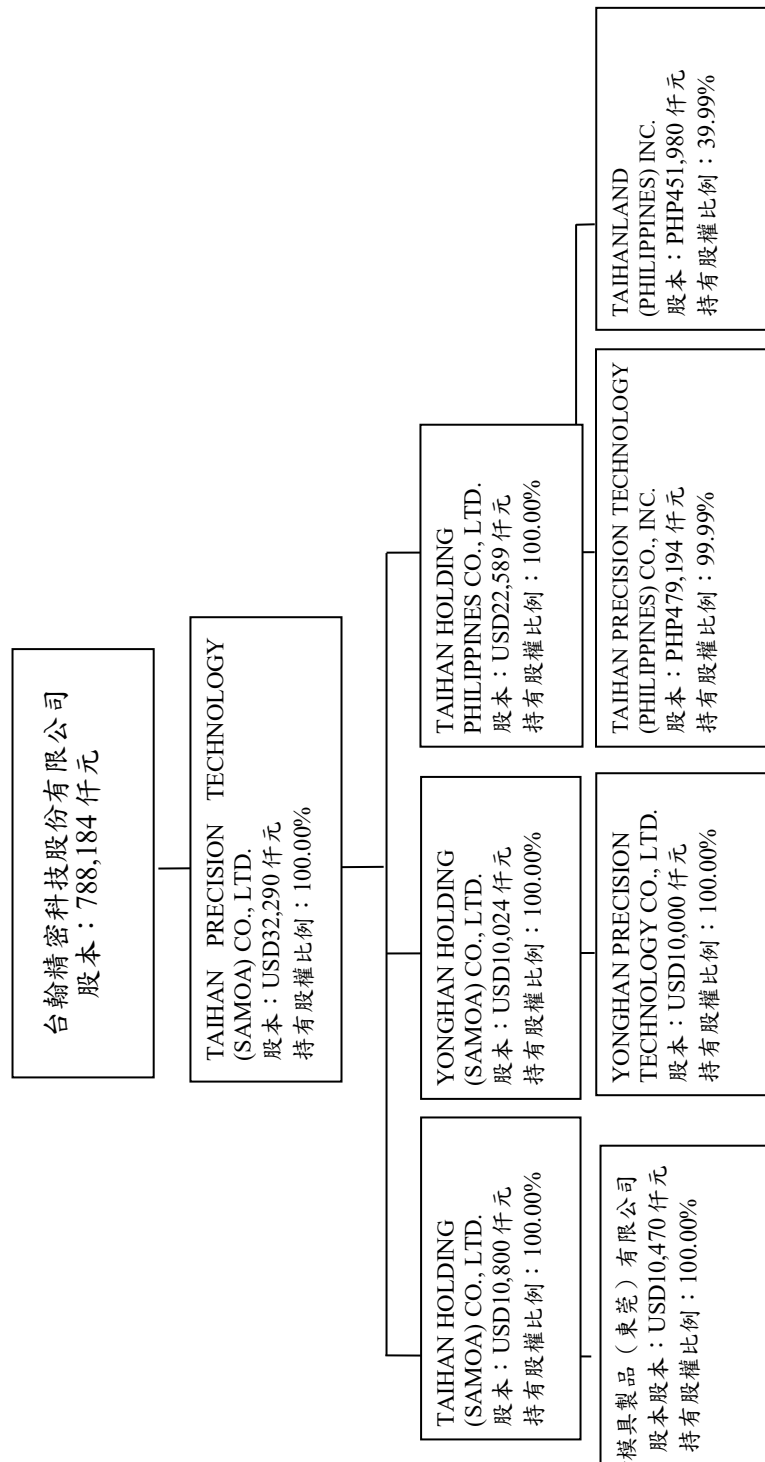 台翰精密科技股份有限公司
股本：788,184 仟元
TAIHAN PRECISION TECHNOLOGY
(SAMOA) CO., LTD.
股本：USD32,290 仟元
持有股權比例：100.00%
TAIHAN HOLDING
(SAMOA) CO., LTD.
股本：USD10,800 仟元
持有股權比例：100.00%
YONGHAN HOLDING
(SAMOA) CO., LTD.
股本：USD10,024 仟元
持有股權比例：100.00%
TAIHAN HOLDING
PHILIPPINES CO., LTD.
股本：USD22,589 仟元
持有股權比例：100.00%
模具製品（東莞）有限公司
股本股本：USD10,470 仟元
持有股權比例：100.00%
YONGHAN PRECISION
TECHNOLOGY CO., LTD.
股本：USD10,000 仟元
持有股權比例：100.00%
TAIHAN PRECISION TECHNOLOGY
(PHILIPPINES) CO., INC.
股本：PHP479,194 仟元
持有股權比例：99.99%
TAIHANLAND
(PHILIPPINES) INC.
股本：PHP451,980 仟元
持有股權比例：39.99%